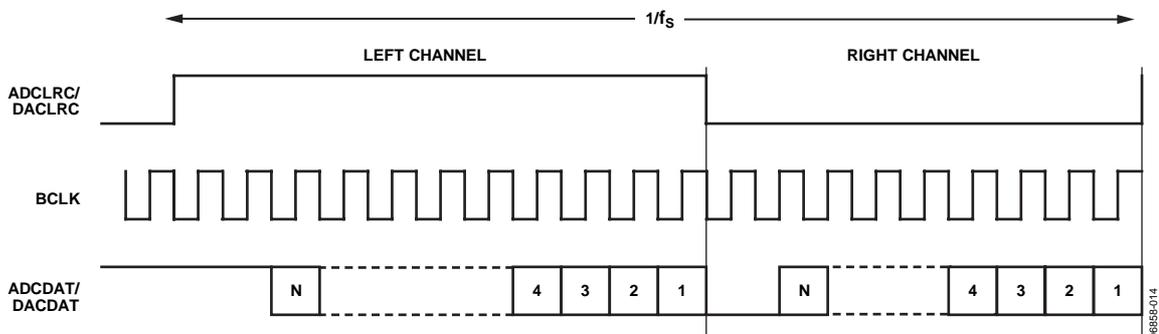 1/fS
LEFT CHANNEL
RIGHT CHANNEL
ADCLRC/
DACLRC
BCLK
ADCDAT/
DACDAT
N 4 3 2 1 N 4 3 2 1
6858-014